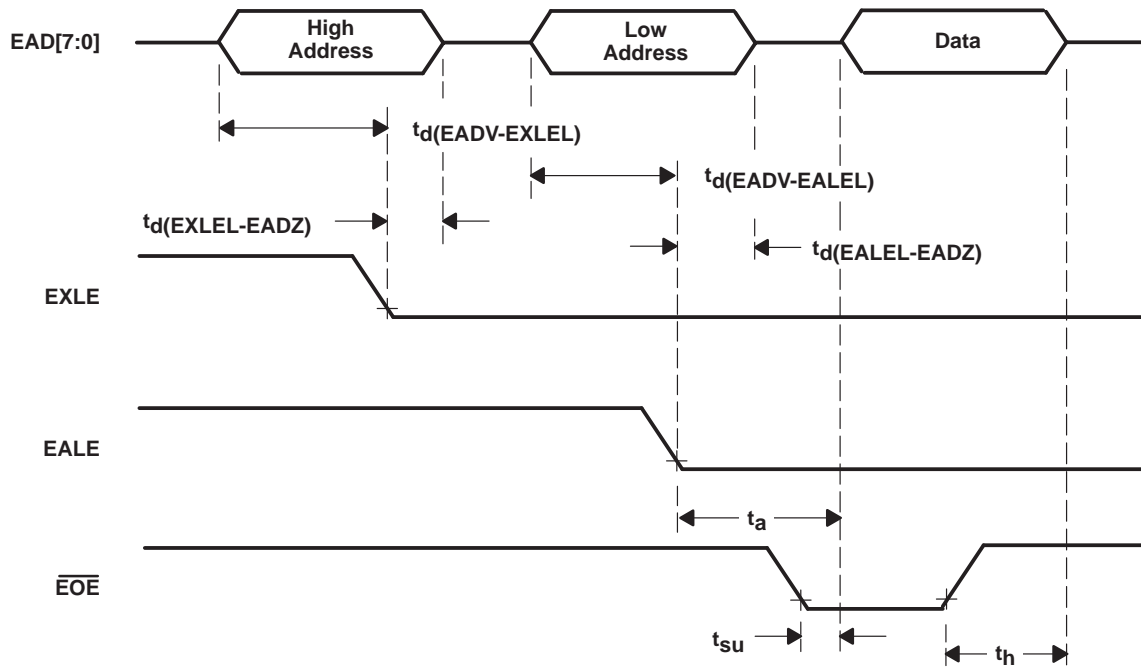 EAD[7:0]
High
Address
Low
Address
Data
td(EADV-EXLEL)
td(EADV-EALEL)
td(EXLEL-EADZ)
td(EALEL-EADZ)
EXLE
EALE
ta
E̅O̅E̅
tsu
th